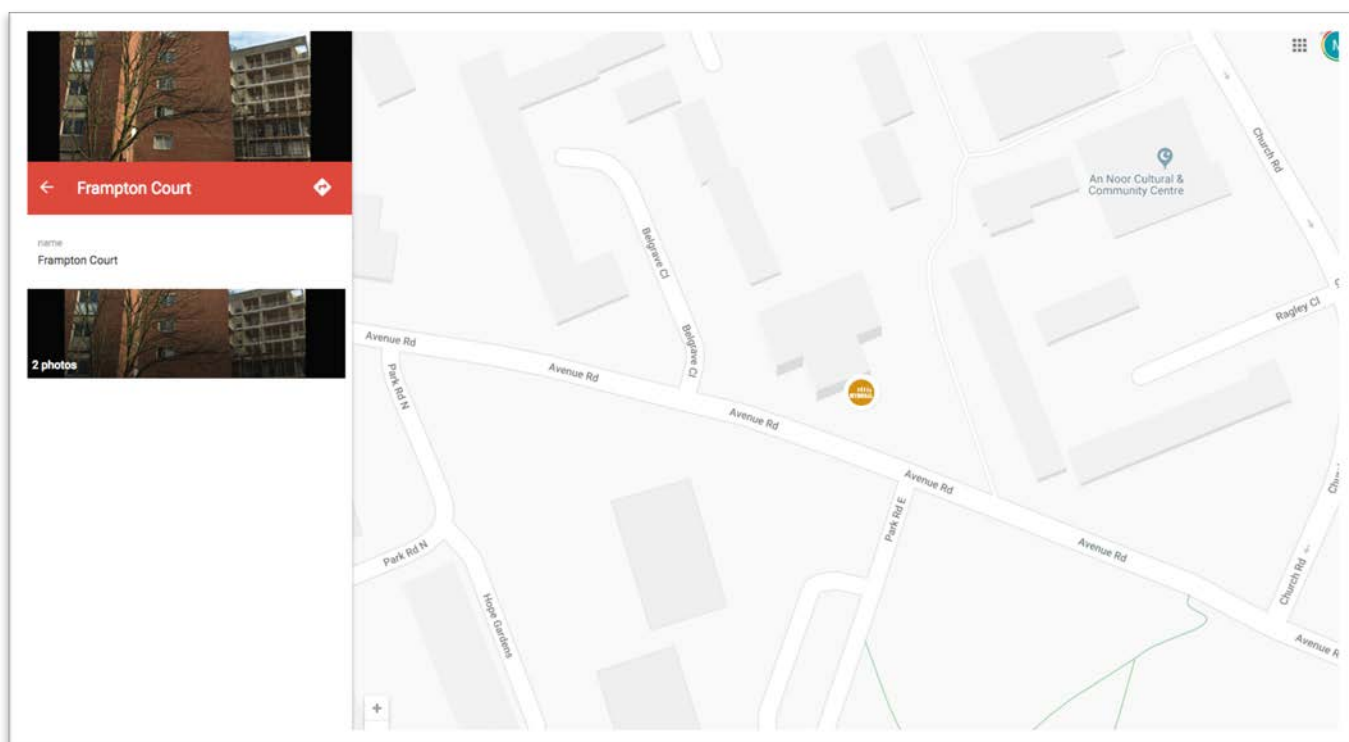 Frampton Court
name
Frampton Court
2 photos
An Noor Cultural &
Community Centre
Church Rd
Ragley Cl
Belgrave Cl
Belgrave Cl
Avenue Rd
Avenue Rd
Avenue Rd
Avenue Rd
Avenue Rd
Park Rd N
Park Rd N
Park Rd E
Hope Gardens
Church Rd